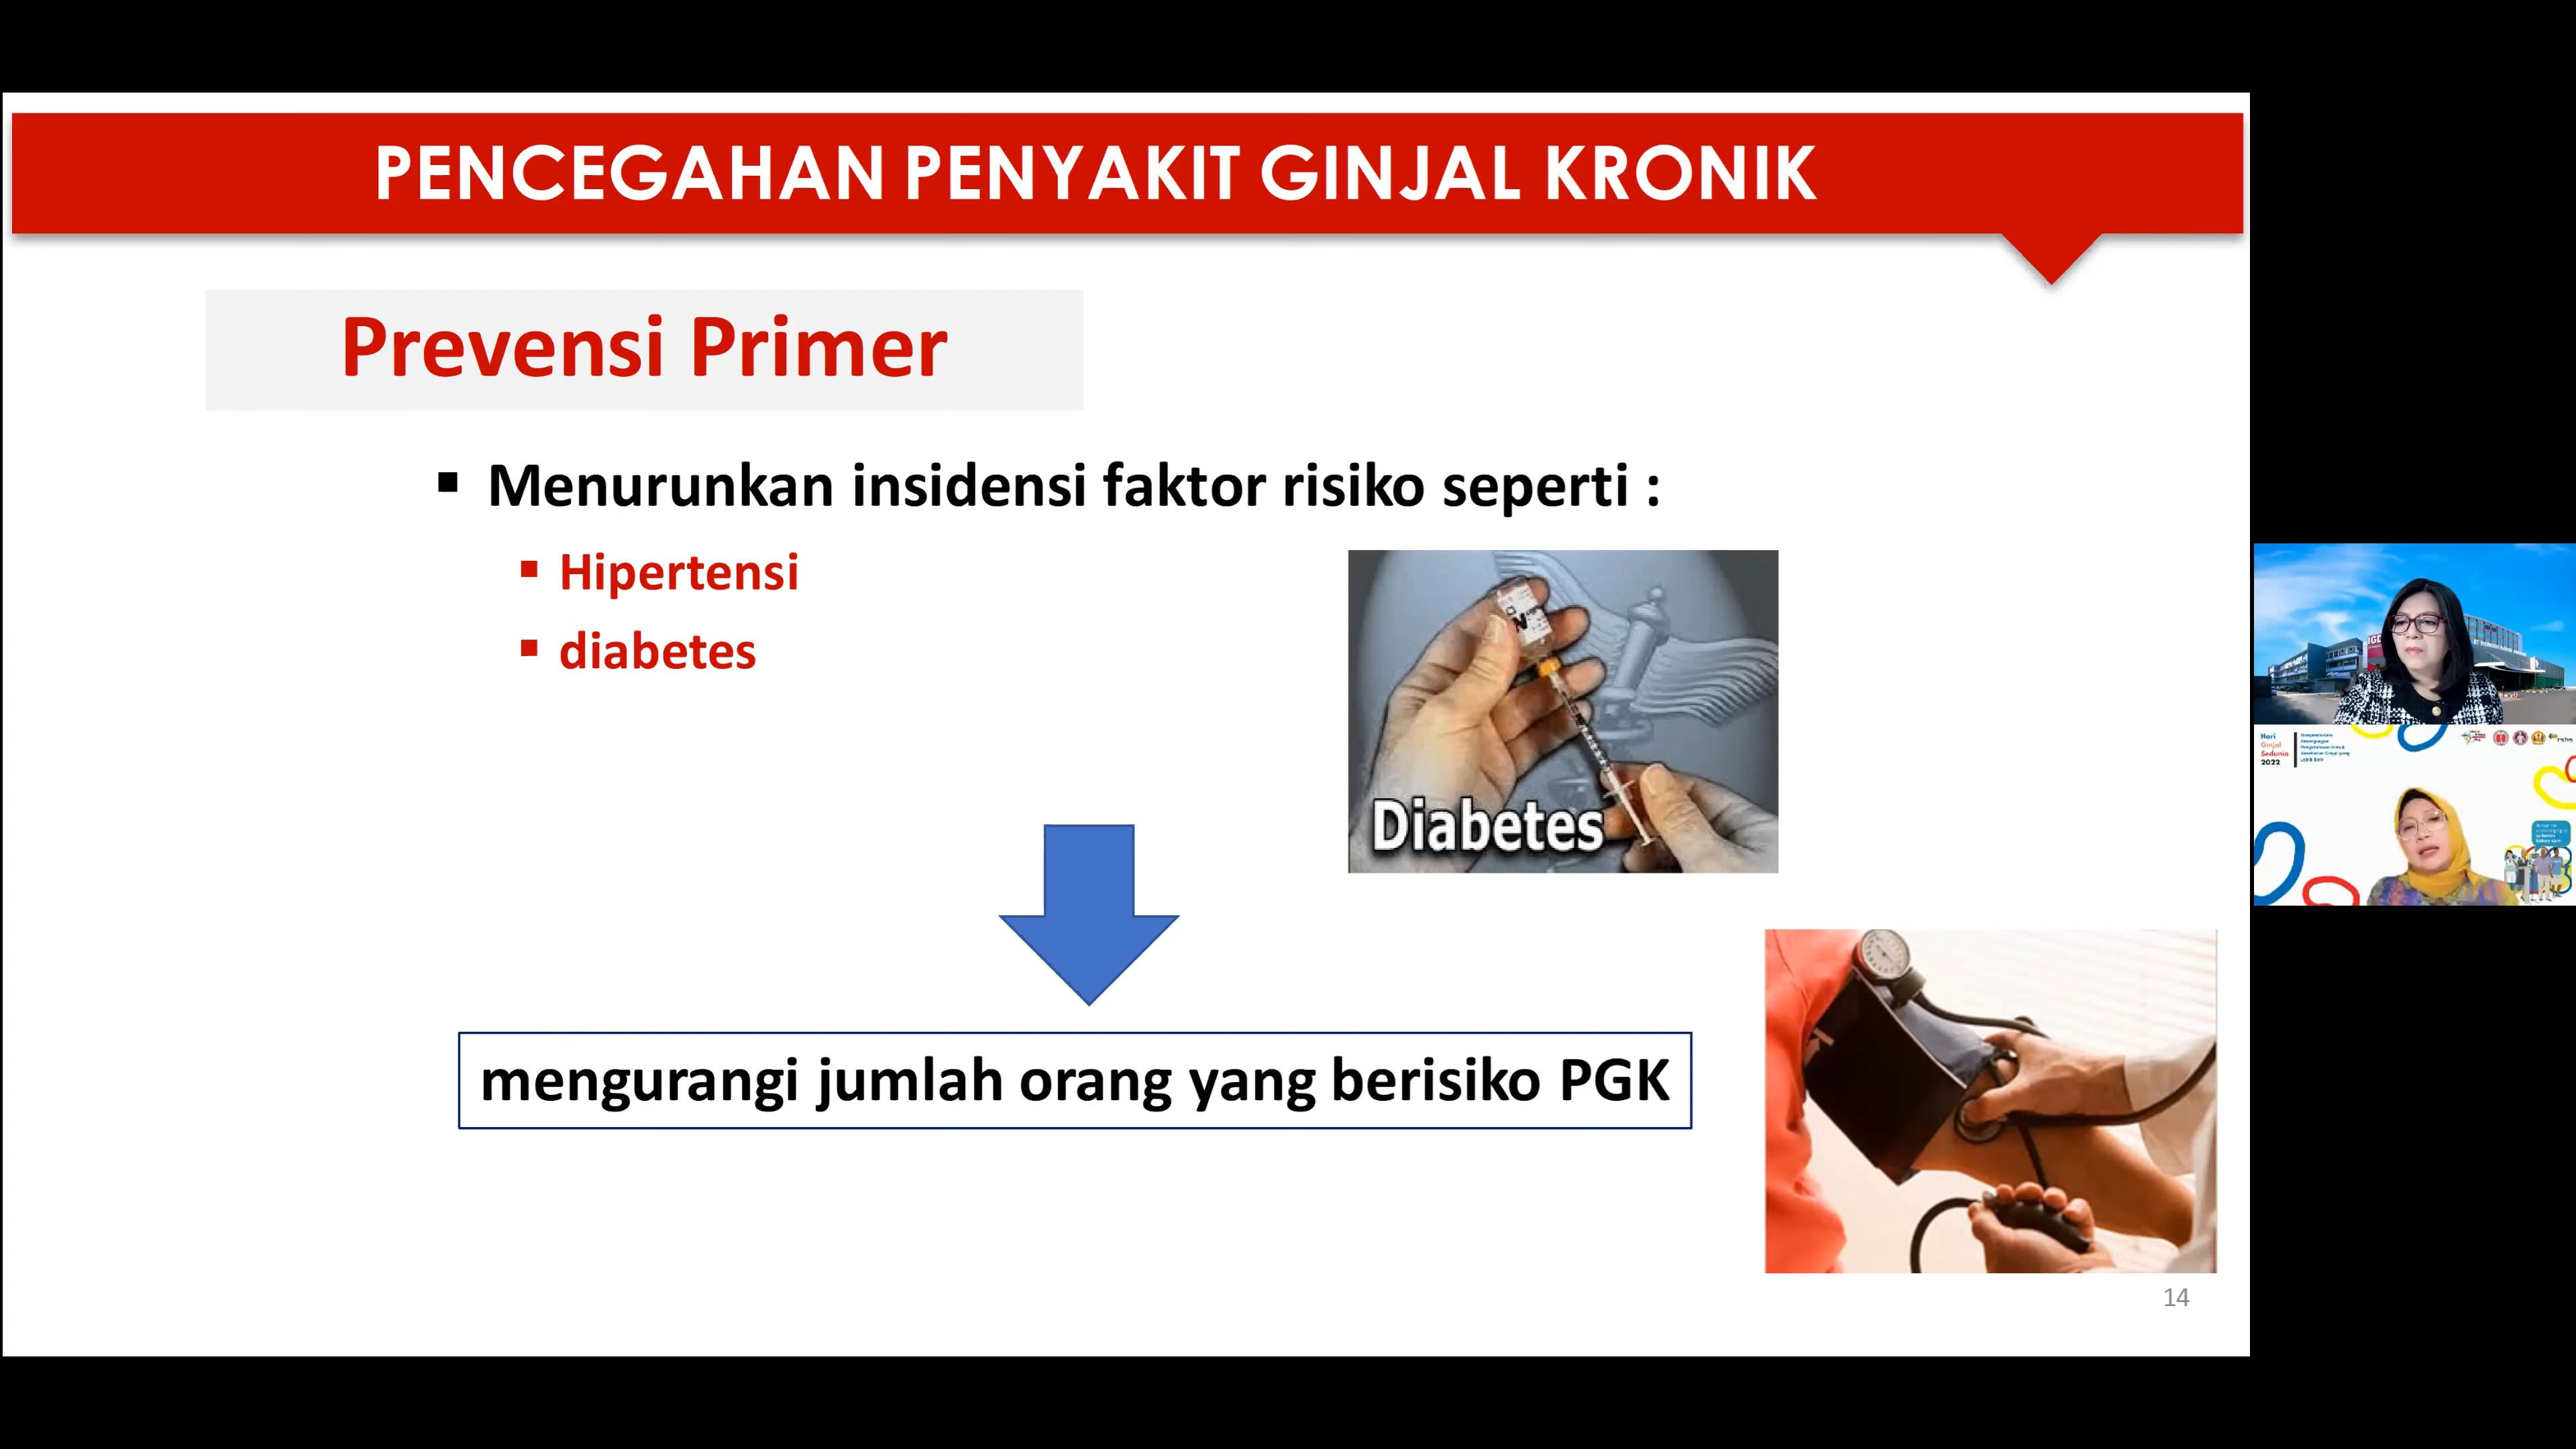 PENCEGAHAN PENYAKIT GINJAL KRONIK
Prevensi Primer
▪ Menurunkan insidensi faktor risiko seperti :
▪ Hipertensi
▪ diabetes
Diabetes
mengurangi jumlah orang yang berisiko PGK
14
IGD
Hari
Ginjal
Sedunia
2022